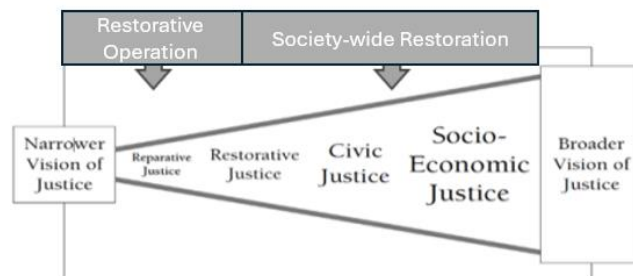 Restorative
Operation
Society-wide Restoration
Narrower
Vision of
Justice
Reparative
Justice
Restorative
Justice
Civic
Justice
Socio-
Economic
Justice
Broader
Vision of
Justice